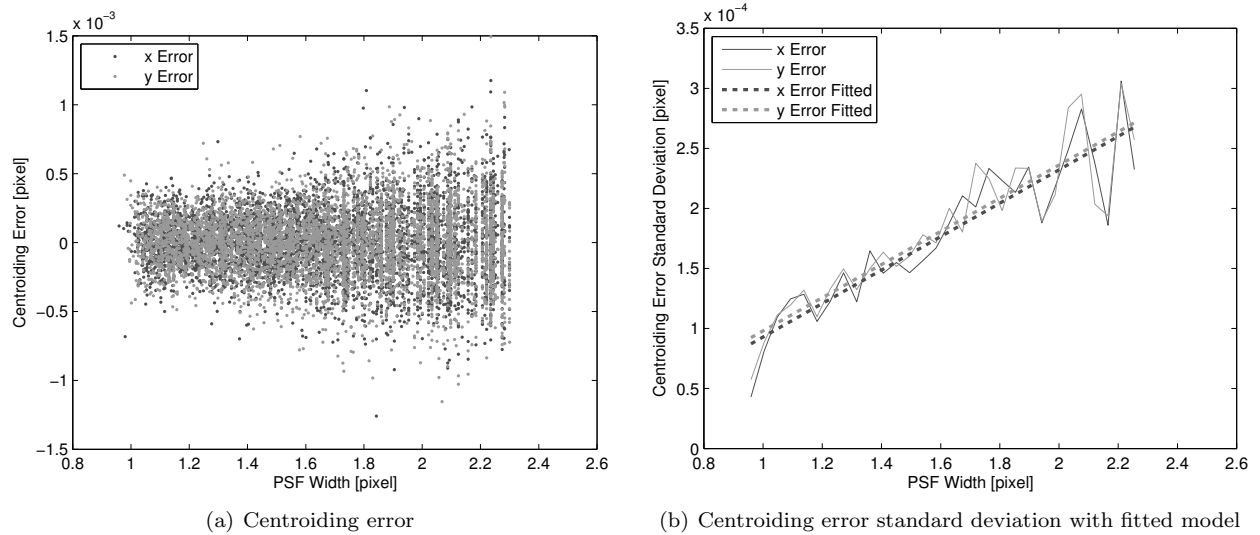 x 10−3
1.5
1
0.5
0
−0.5
−1
−1.5
Centroiding Error [pixel]
x Error
y Error
0.8 1 1.2 1.4 1.6 1.8 2 2.2 2.4 2.6
PSF Width [pixel]
(a) Centroiding error
x 10−4
3.5
3
2.5
2
1.5
1
0.5
0
Centroiding Error Standard Deviation [pixel]
x Error
y Error
x Error Fitted
y Error Fitted
0.8 1 1.2 1.4 1.6 1.8 2 2.2 2.4 2.6
PSF Width [pixel]
(b) Centroiding error standard deviation with fitted model